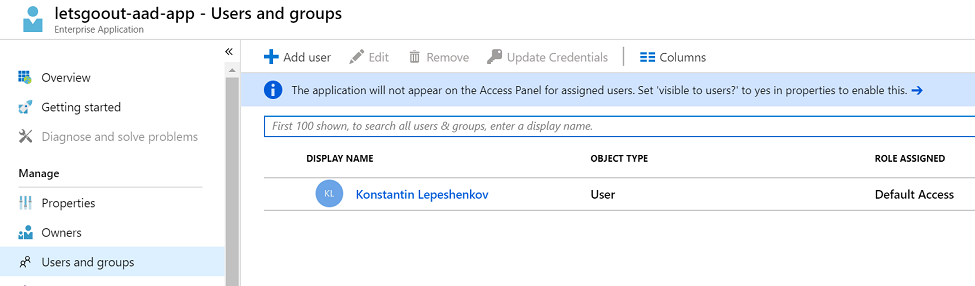 letsgoout-aad-app - Users and groups
Enterprise Application
«
Overview
Getting started
Diagnose and solve problems
Manage
Properties
Owners
Users and groups
Add user Edit Remove Update Credentials Columns
The application will not appear on the Access Panel for assigned users. Set 'visible to users?' to yes in properties to enable this. →
First 100 shown, to search all users & groups, enter a display name.
DISPLAY NAME OBJECT TYPE ROLE ASSIGNED
KL Konstantin Lepeshenkov User Default Access